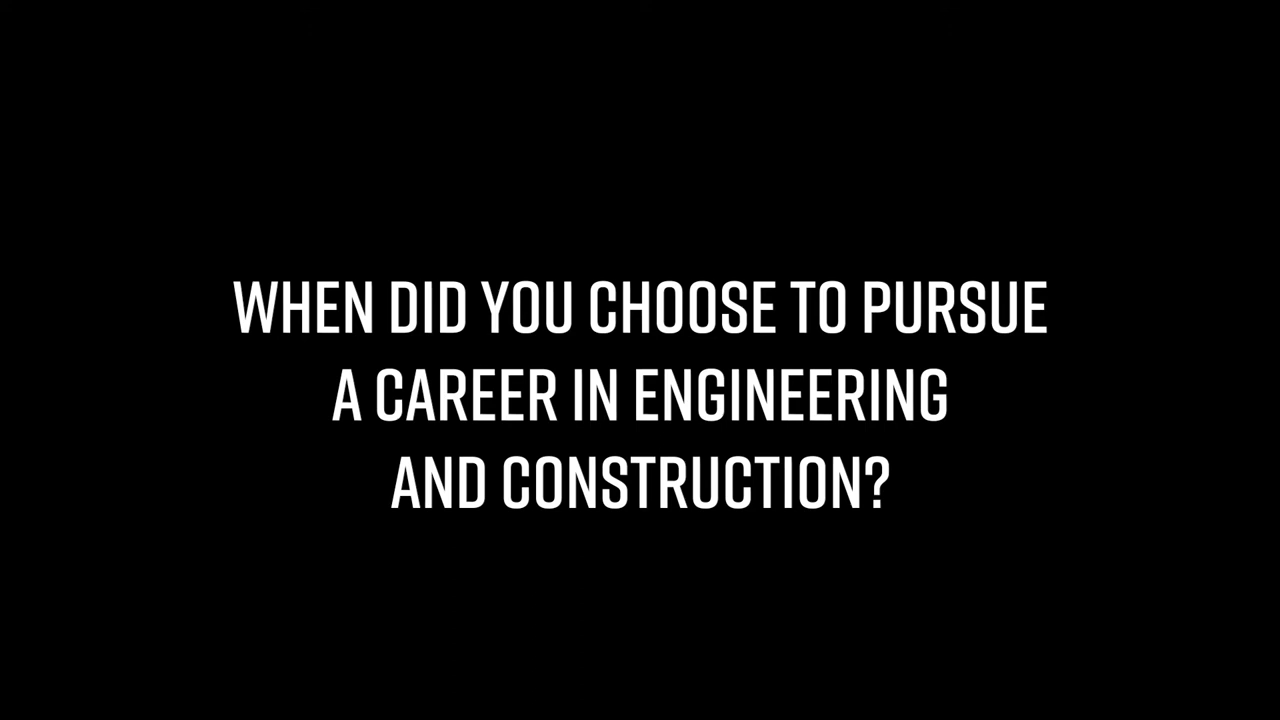 WHEN DID YOU CHOOSE TO PURSUE
A CAREER IN ENGINEERING
AND CONSTRUCTION?